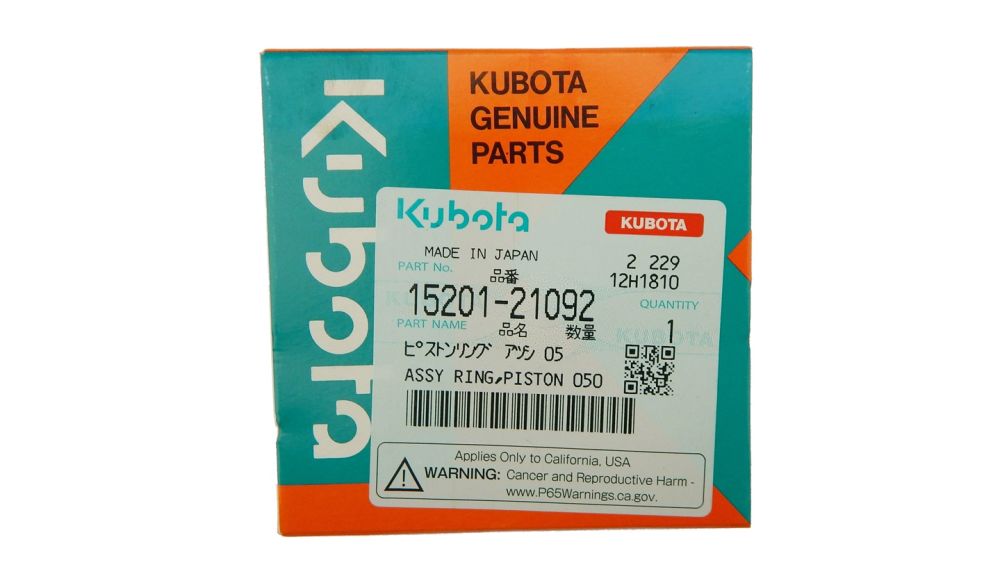 Kubota
KUBOTA
GENUINE
PARTS
Kubota
KUBOTA
MADE IN JAPAN
2 229
PART No.
品番
12H1810
15201-21092
QUANTITY
1
PART NAME
品名
数量
KUBOTA
ピストンリング アツシ 05
ASSY RING,PISTON 050
Applies Only to California, USA
WARNING: Cancer and Reproductive Harm -
www.P65Warnings.ca.gov.